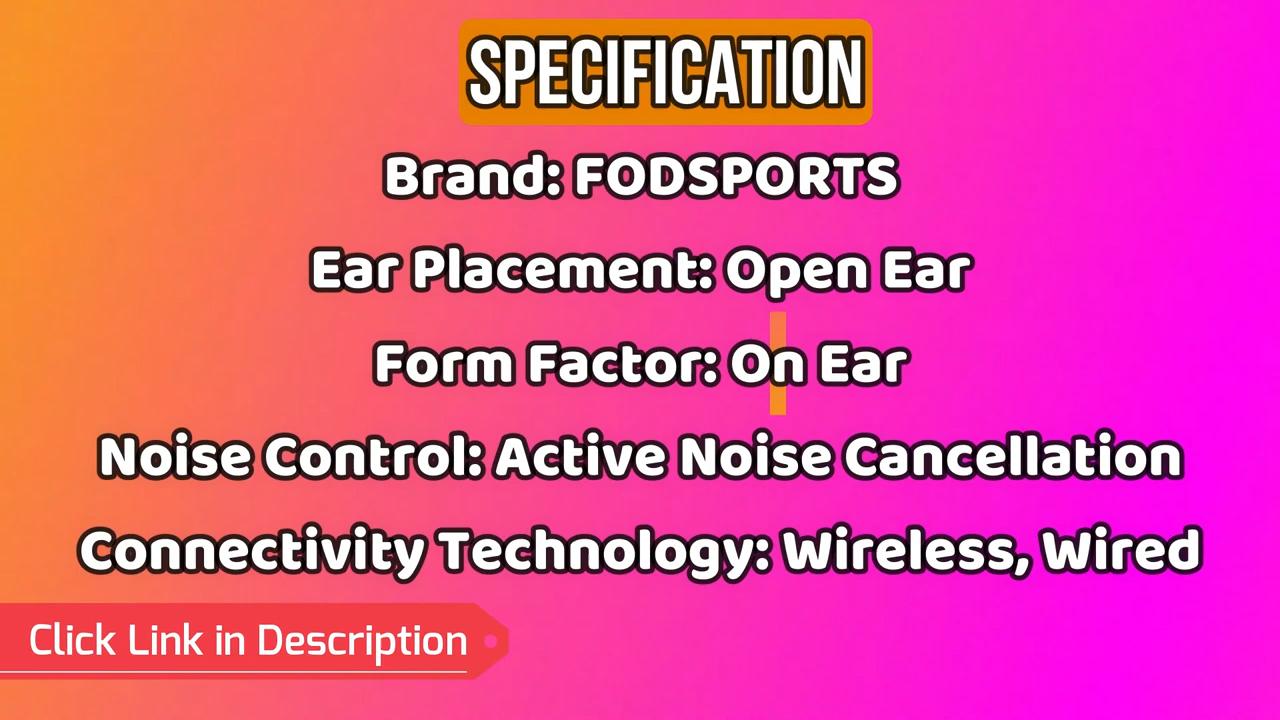 SPECIFICATION
Brand: FODSPORTS
Ear Placement: Open Ear
Form Factor: On Ear
Noise Control: Active Noise Cancellation
Connectivity Technology: Wireless, Wired
Click Link in Description